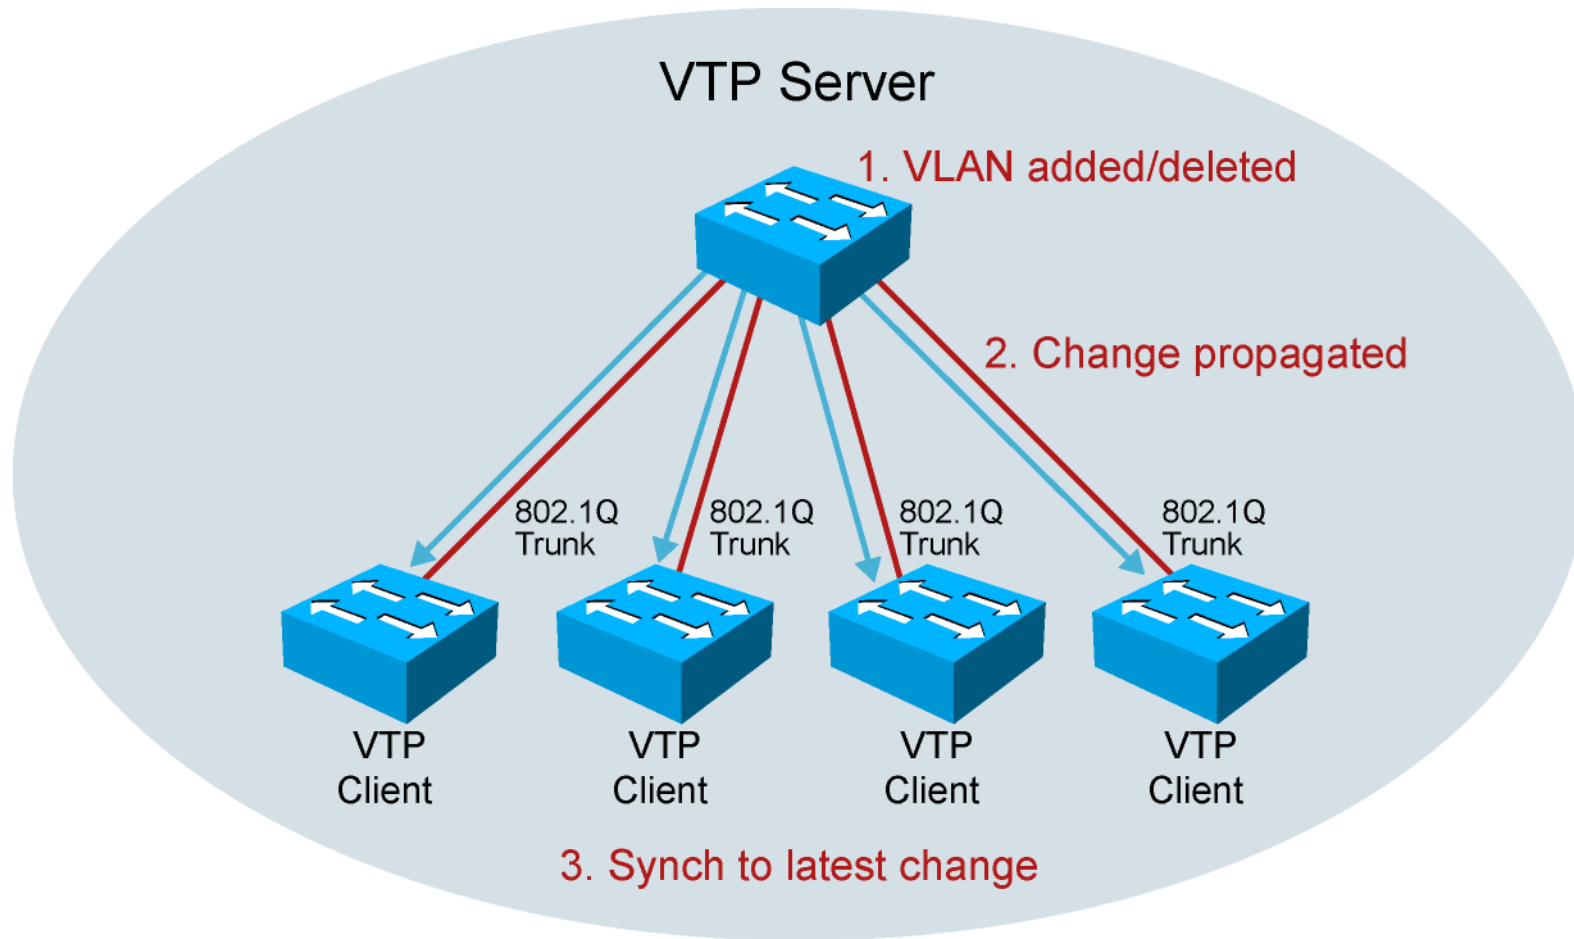 VTP Server
1. VLAN added/deleted
2. Change propagated
802.1Q
Trunk
802.1Q
Trunk
802.1Q
Trunk
802.1Q
Trunk
VTP
Client
VTP
Client
VTP
Client
VTP
Client
3. Synch to latest change